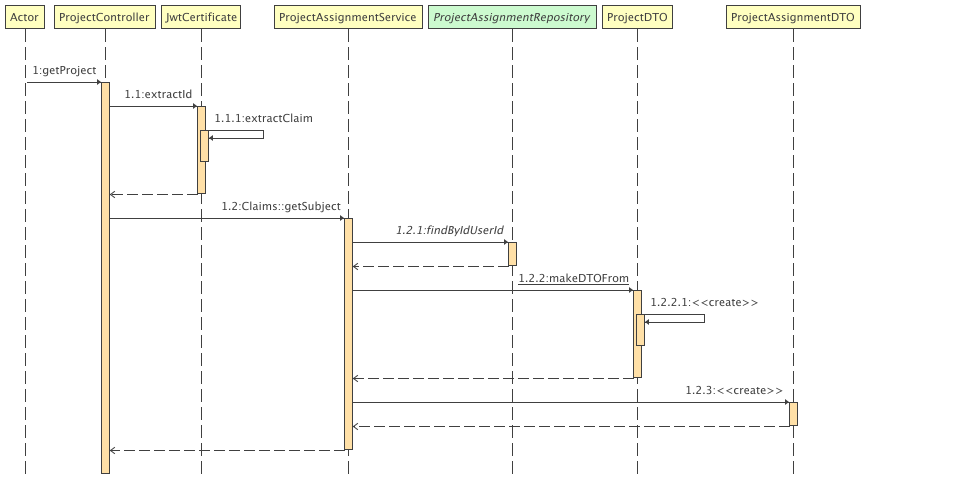 Actor
ProjectController
JwtCertificate
ProjectAssignmentService
ProjectAssignmentRepository
ProjectDTO
ProjectAssignmentDTO
1:getProject
1.1:extractId
1.1.1:extractClaim
1.2:Claims::getSubject
1.2.1:findByIdUserId
1.2.2:makeDTOFrom
1.2.2.1:<<create>>
1.2.3:<<create>>